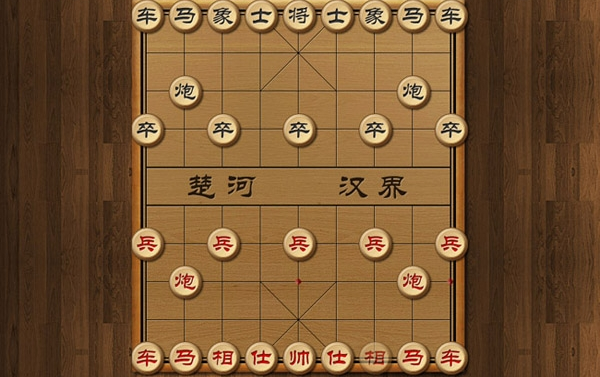 车马象士将士象马车
炮炮
卒卒卒卒卒
楚河 汉界
兵兵兵兵兵
炮炮
车马相仕帅仕相马车